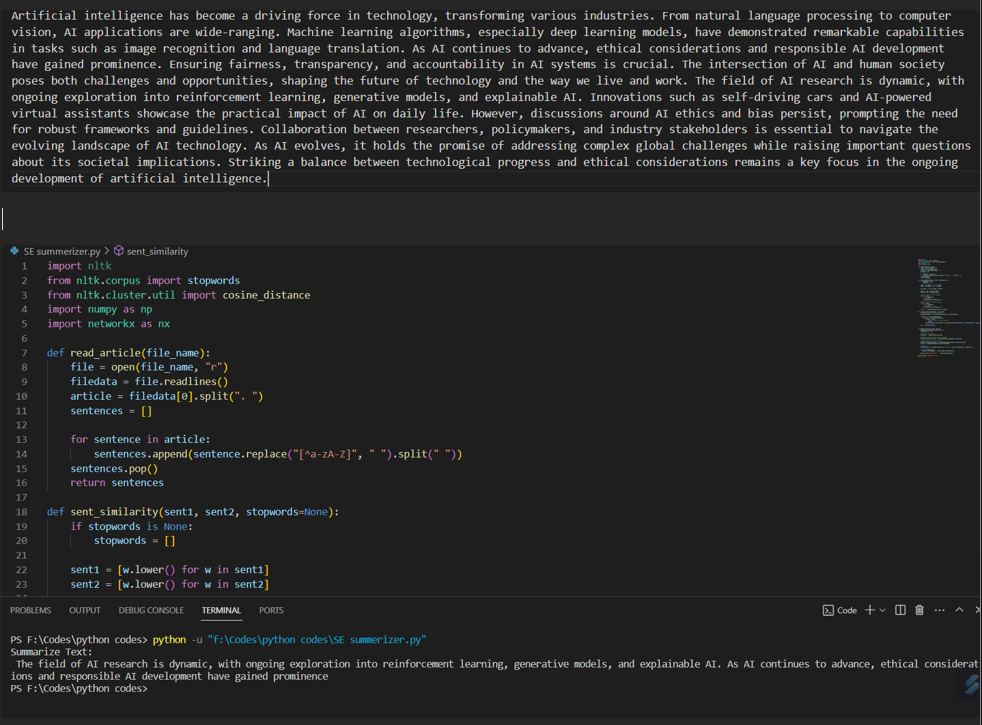 Artificial intelligence has become a driving force in technology, transforming various industries. From natural language processing to computer
vision, AI applications are wide-ranging. Machine learning algorithms, especially deep learning models, have demonstrated remarkable capabilities
in tasks such as image recognition and language translation. As AI continues to advance, ethical considerations and responsible AI development
have gained prominence. Ensuring fairness, transparency, and accountability in AI systems is crucial. The intersection of AI and human society
poses both challenges and opportunities, shaping the future of technology and the way we live and work. The field of AI research is dynamic, with
ongoing exploration into reinforcement learning, generative models, and explainable AI. Innovations such as self-driving cars and AI-powered
virtual assistants showcase the practical impact of AI on daily life. However, discussions around AI ethics and bias persist, prompting the need
for robust frameworks and guidelines. Collaboration between researchers, policymakers, and industry stakeholders is essential to navigate the
evolving landscape of AI technology. As AI evolves, it holds the promise of addressing complex global challenges while raising important questions
about its societal implications. Striking a balance between technological progress and ethical considerations remains a key focus in the ongoing
development of artificial intelligence.
SE summerizer.py > sent_similarity
1 import nltk
2 from nltk.corpus import stopwords
3 from nltk.cluster.util import cosine_distance
4 import numpy as np
5 import networkx as nx
6
7 def read_article(file_name):
8     file = open(file_name, "r")
9     filedata = file.readlines()
10     article = filedata[0].split(". ")
11     sentences = []
12
13     for sentence in article:
14         sentences.append(sentence.replace("[^a-zA-Z]", " ").split(" "))
15     sentences.pop()
16     return sentences
17
18 def sent_similarity(sent1, sent2, stopwords=None):
19     if stopwords is None:
20         stopwords = []
21
22     sent1 = [w.lower() for w in sent1]
23     sent2 = [w.lower() for w in sent2]
PROBLEMS OUTPUT DEBUG CONSOLE TERMINAL PORTS Code
PS F:\Codes\python codes> python -u "f:\Codes\python codes\SE summerizer.py"
Summarize Text:
The field of AI research is dynamic, with ongoing exploration into reinforcement learning, generative models, and explainable AI. As AI continues to advance, ethical considerat
ions and responsible AI development have gained prominence
PS F:\Codes\python codes>